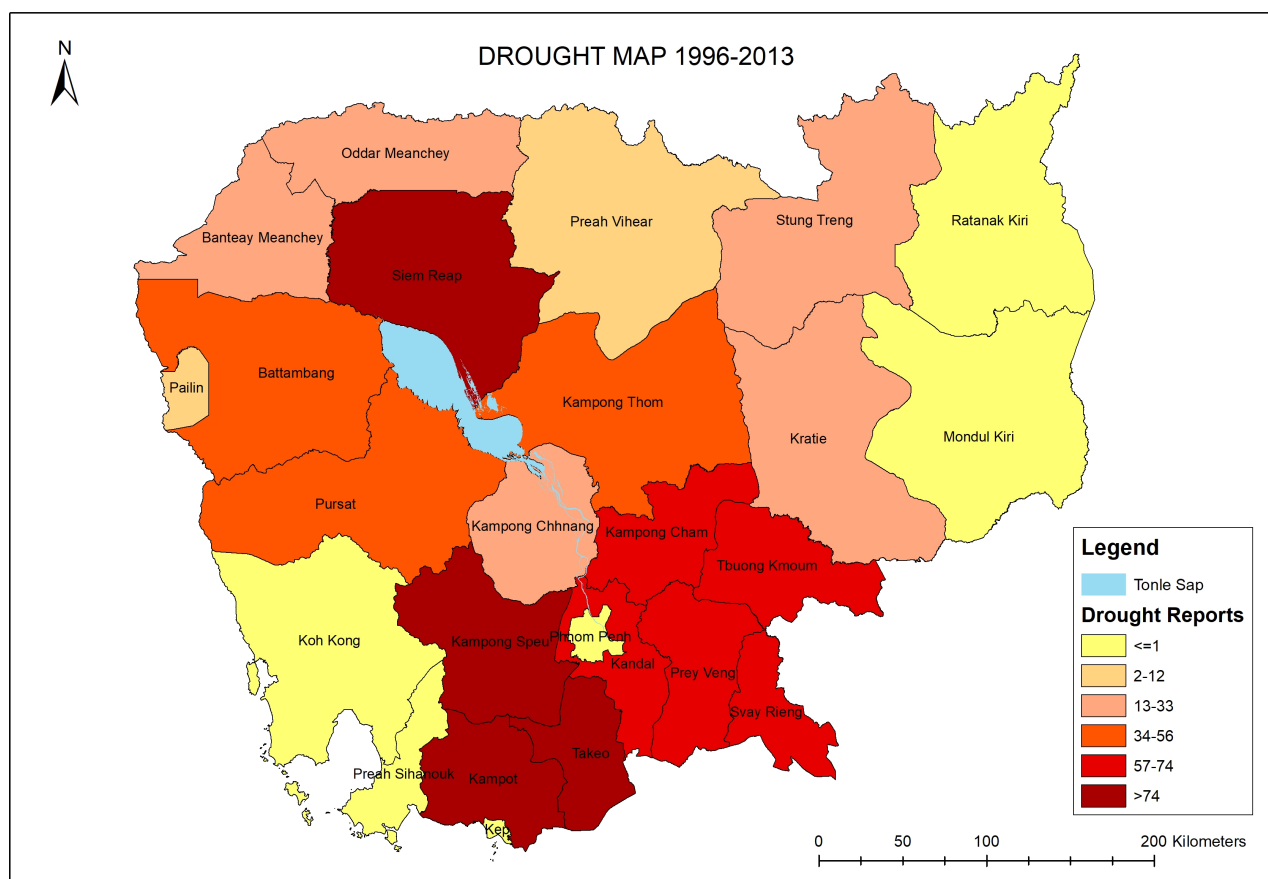 N
DROUGHT MAP 1996-2013
Oddar Meanchey
Banteay Meanchey
Preah Vihear
Stung Treng
Ratanak Kiri
Siem Reap
Battambang
Pailin
Kampong Thom
Kratie
Mondul Kiri
Pursat
Kampong Chhnang
Kampong Cham
Tbuong Kmoum
Koh Kong
Kampong Speu
Phnom Penh
Kandal
Prey Veng
Svay Rieng
Takeo
Preah Sihanouk
Kampot
Kep
Legend
Tonle Sap
Drought Reports
<=1
2-12
13-33
34-56
57-74
>74
0 50 100 200 Kilometers